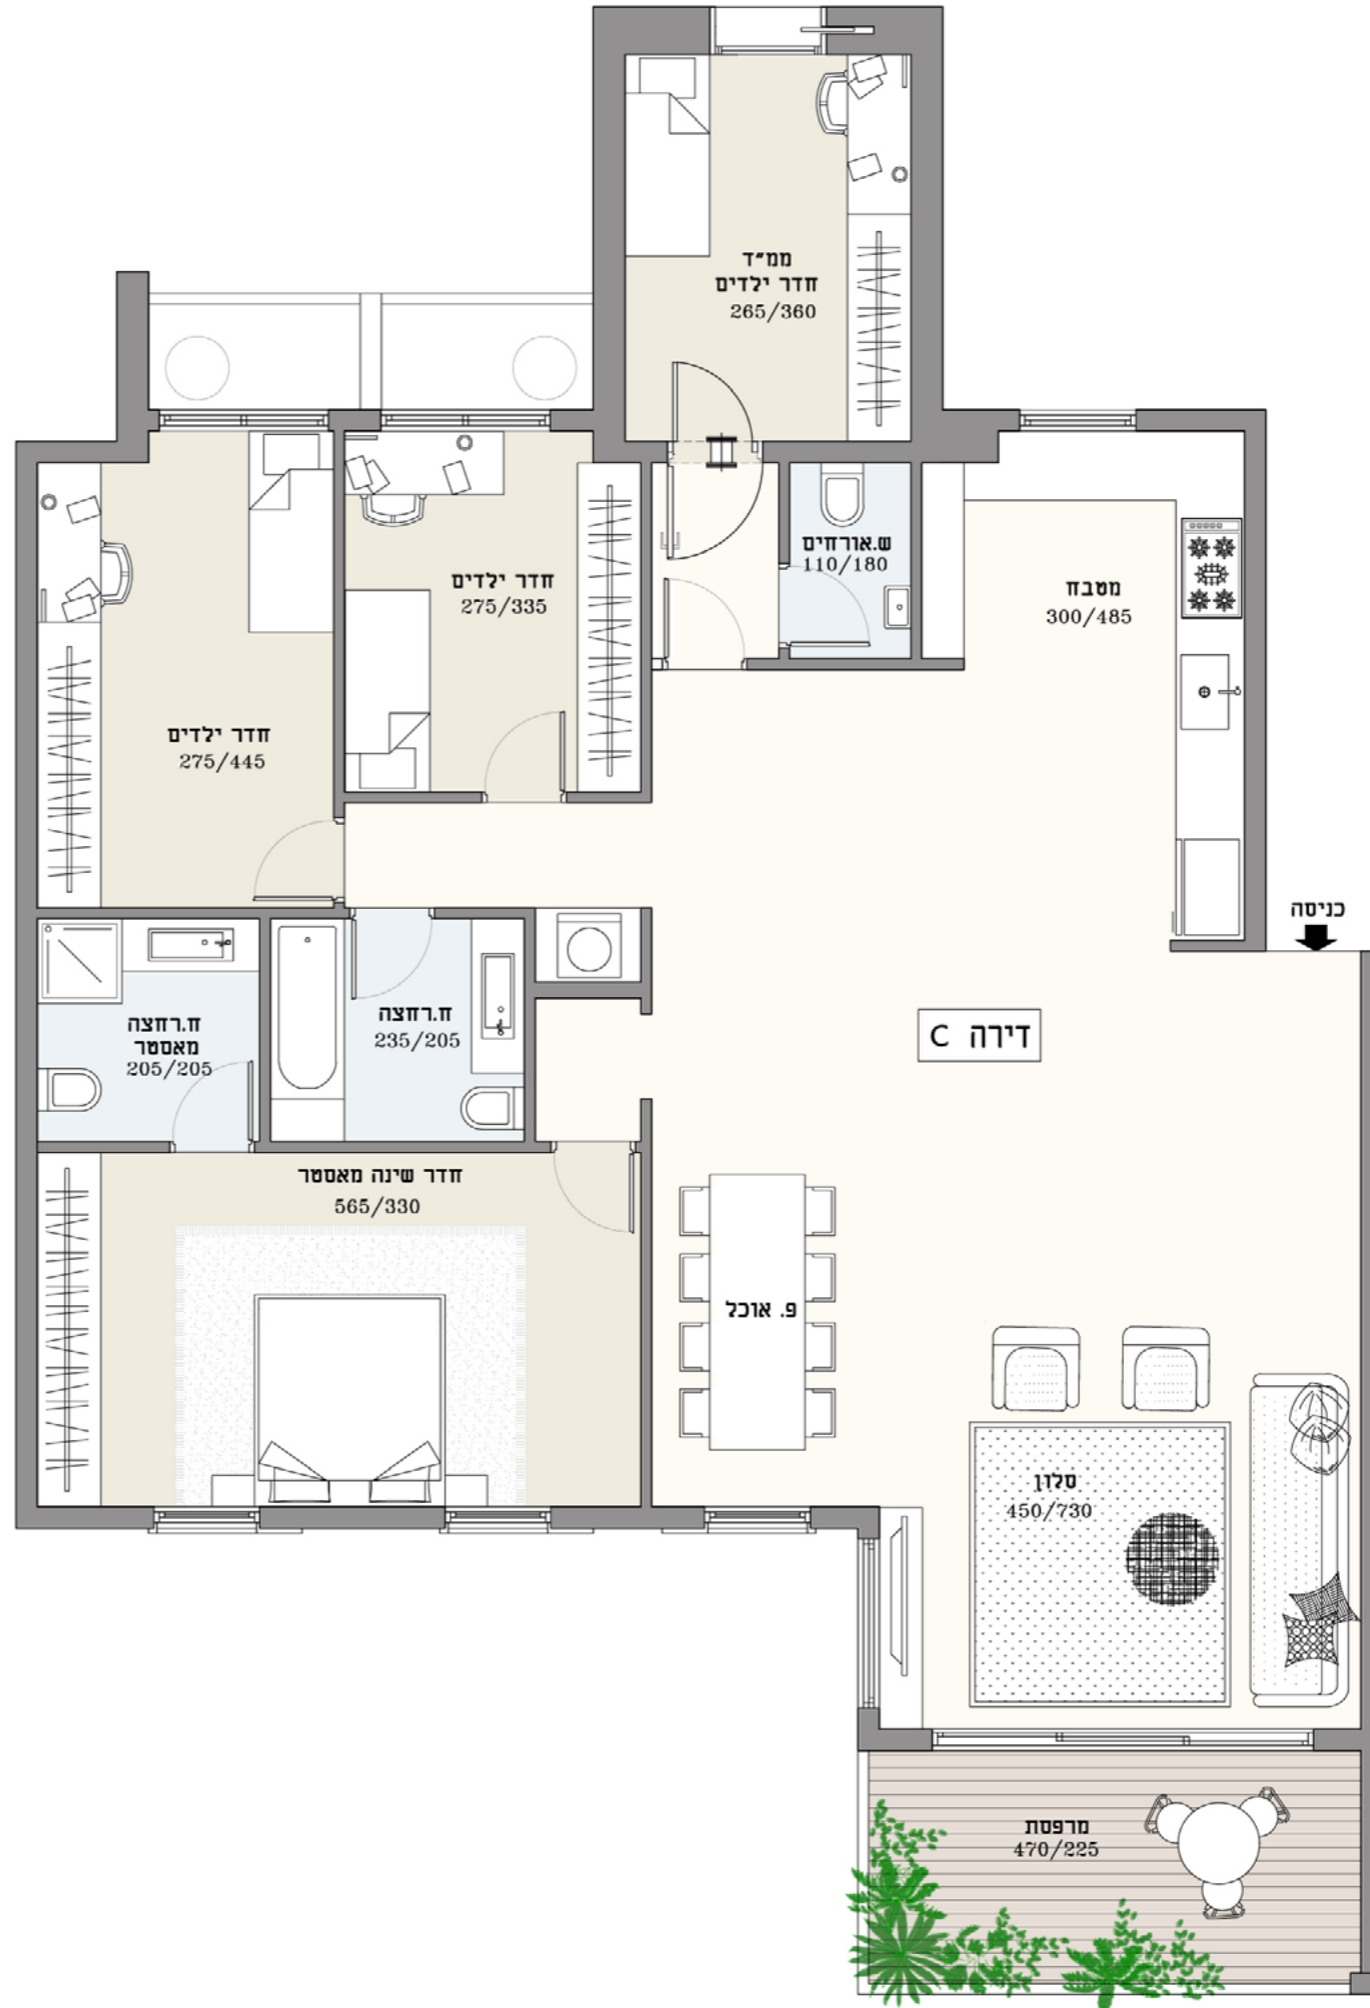 ממ״ד
חדר ילדים
265/360
ש.אורחים
110/180
חדר ילדים
275/335
מטבח
300/485
חדר ילדים
275/445
כניסה
ח.רחצה
מאסטר
205/205
ח.רחצה
235/205
דירה C
חדר שינה מאסטר
565/330
פ. אוכל
סלון
450/730
מרפסת
470/225